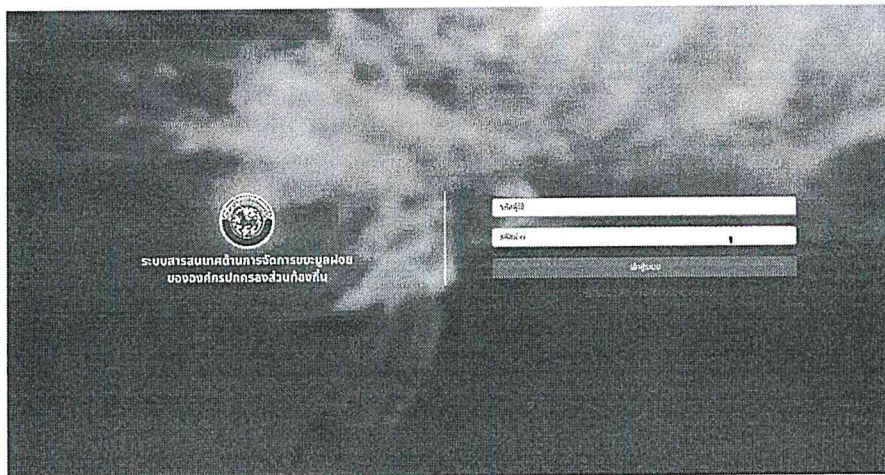 ระบบสารสนเทศด้านการจัดการขยะมูลฝอย
ขององค์กรปกครองส่วนท้องถิ่น
รหัสผู้ใช้
รหัสผ่าน
เข้าสู่ระบบ